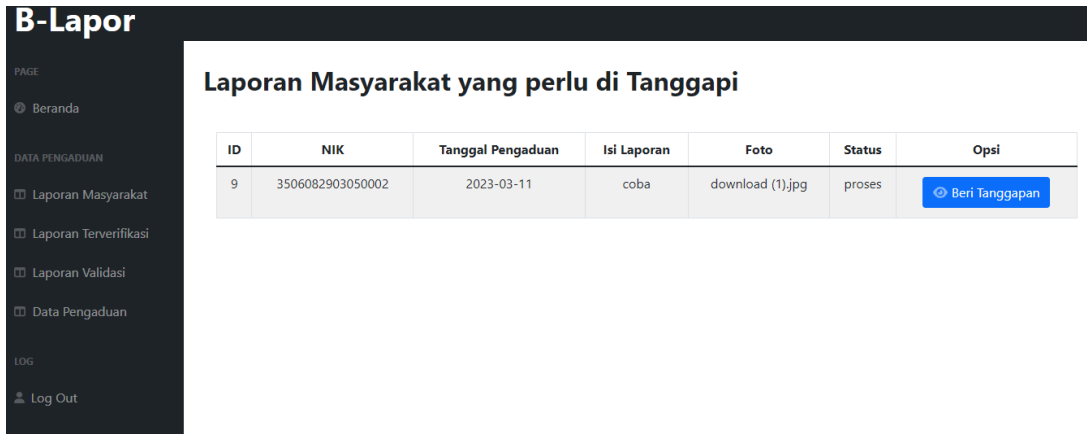 B-Lapor
PAGE
Beranda
DATA PENGADUAN
Laporan Masyarakat
Laporan Terverifikasi
Laporan Validasi
Data Pengaduan
LOG
Log Out
Laporan Masyarakat yang perlu di Tanggapi
ID NIK Tanggal Pengaduan Isi Laporan Foto Status Opsi
9 3506082903050002 2023-03-11 coba download (1).jpg proses Beri Tanggapan